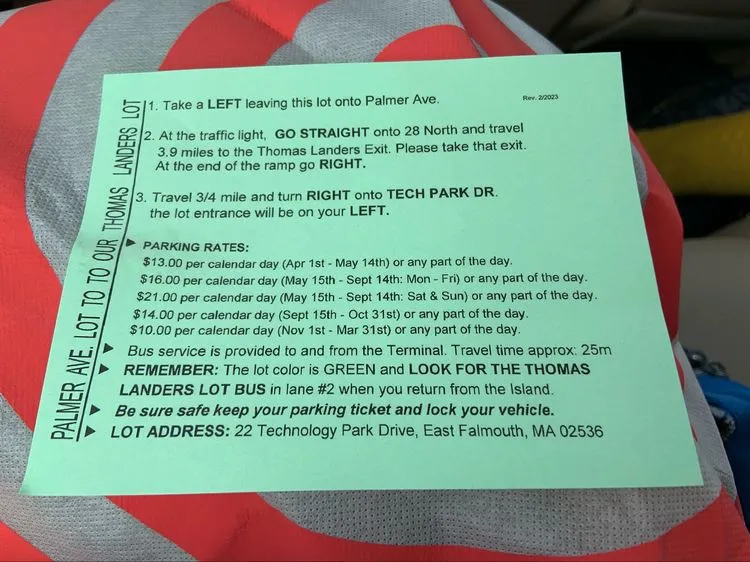 PALMER AVE. LOT TO TO OUR THOMAS LANDERS LOT
1. Take a LEFT leaving this lot onto Palmer Ave.
Rev. 2/2023
2. At the traffic light, GO STRAIGHT onto 28 North and travel
3.9 miles to the Thomas Landers Exit. Please take that exit.
At the end of the ramp go RIGHT.
3. Travel 3/4 mile and turn RIGHT onto TECH PARK DR.
the lot entrance will be on your LEFT.
PARKING RATES:
$13.00 per calendar day (Apr 1st - May 14th) or any part of the day.
$16.00 per calendar day (May 15th - Sept 14th: Mon - Fri) or any part of the day.
$21.00 per calendar day (May 15th - Sept 14th: Sat & Sun) or any part of the day.
$14.00 per calendar day (Sept 15th - Oct 31st) or any part of the day.
$10.00 per calendar day (Nov 1st - Mar 31st) or any part of the day.
Bus service is provided to and from the Terminal. Travel time approx: 25m
REMEMBER: The lot color is GREEN and LOOK FOR THE THOMAS
LANDERS LOT BUS in lane #2 when you return from the Island.
Be sure safe keep your parking ticket and lock your vehicle.
LOT ADDRESS: 22 Technology Park Drive, East Falmouth, MA 02536